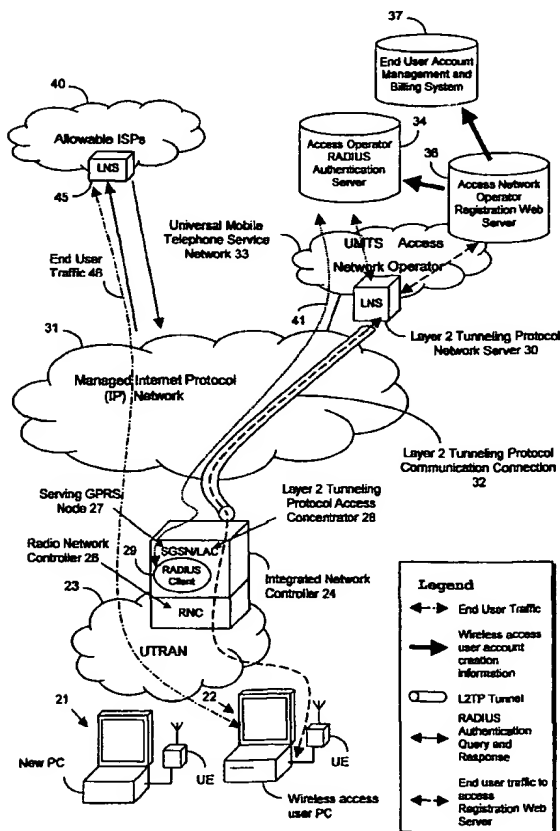 37
End User Account
Management and
Billing System
40
Allowable ISPs
LNS
45
34
Access Operator
RADIUS
Authentication
Server
36
Access Network
Operator
Registration Web
Server
Universal Mobile
Telephone Service
Network 33
UMTS Access
Network Operator
LNS
End User
Traffic 46
41
Layer 2 Tunneling Protocol
Network Server 30
31
Managed Internet Protocol
(IP) Network
Layer 2 Tunneling Protocol
Communication Connection
32
Serving GPRS
Node 27
Layer 2 Tunneling
Protocol Access
Concentrator 28
Radio Network
Controller 26
29
SGSN/LAC
RADIUS
Client
RNC
Integrated Network
Controller 24
23
UTRAN
21
22
New PC
UE
UE
Wireless access
user PC
Legend
End User Traffic
Wireless access
user account
creation
information
L2TP Tunnel
RADIUS
Authentication
Query and
Response
End user traffic to
access
Registration Web
Server